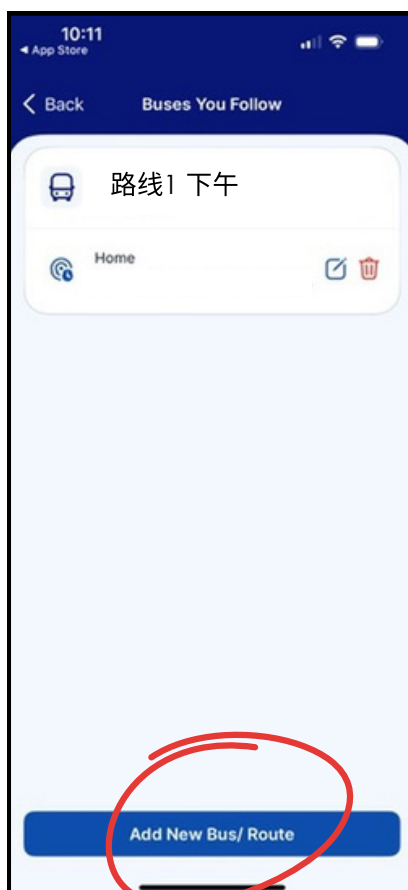 10:11
◄ App Store
Back
Buses You Follow
路线1 下午
Home
Add New Bus/ Route